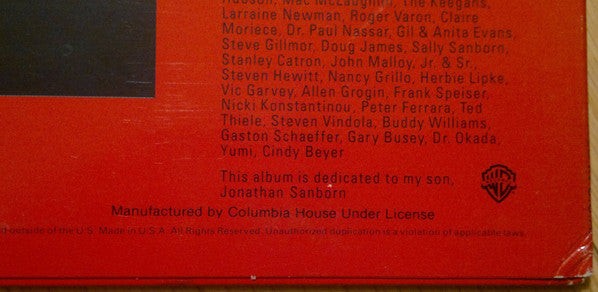 Hudson, Mac McLaughlin, The Keegans,
Larraine Newman, Roger Varon, Claire
Moriece, Dr. Paul Nassar, Gil & Anita Evans,
Steve Gillmor, Doug James, Sally Sanborn,
Stanley Catron, John Malloy, Jr. & Sr.,
Steven Hewitt, Nancy Grillo, Herbie Lipke,
Vic Garvey, Allen Grogin, Frank Speiser,
Nicki Konstantinou, Peter Ferrara, Ted
Thiele, Steven Vindola, Buddy Williams,
Gaston Schaeffer, Gary Busey, Dr. Okada,
Yumi, Cindy Beyer
This album is dedicated to my son,
Jonathan Sanborn
Manufactured by Columbia House Under License
outside of the U.S. Made in U.S.A. All Rights Reserved. Unauthorized duplication is a violation of applicable laws.